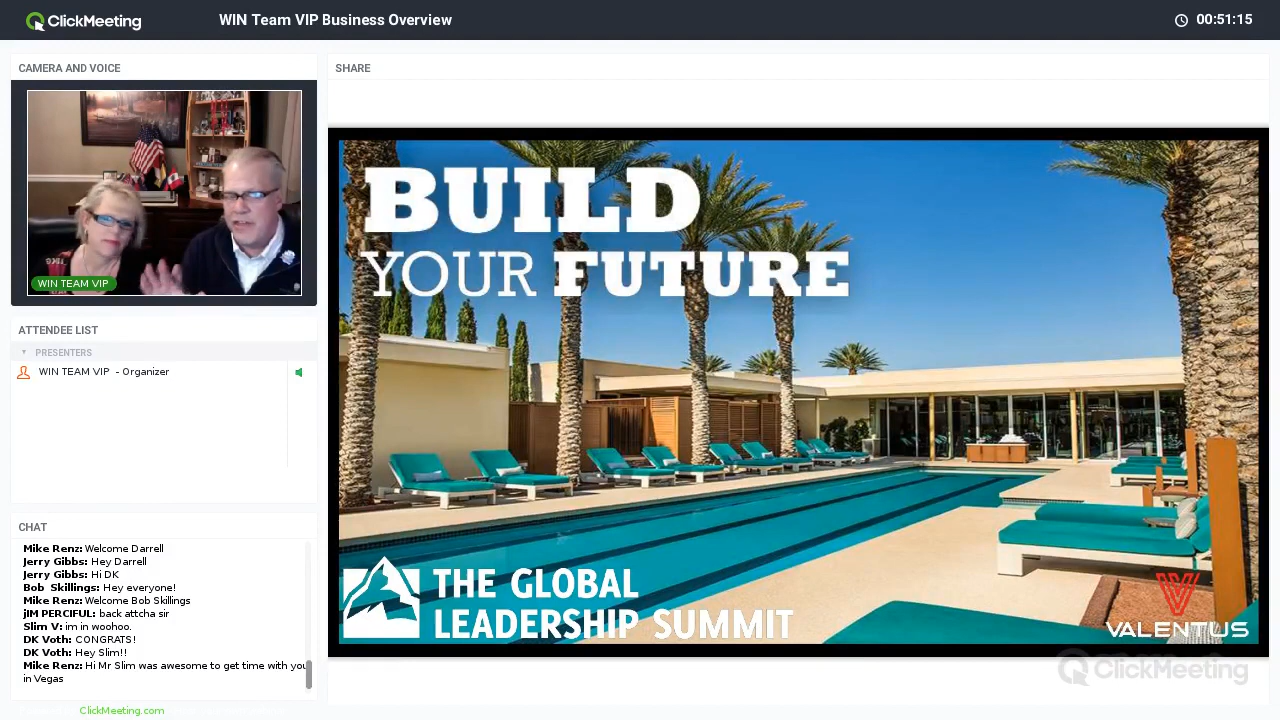 ClickMeeting
WIN Team VIP Business Overview
00:51:15
CAMERA AND VOICE
WIN TEAM VIP
ATTENDEE LIST
PRESENTERS
WIN TEAM VIP - Organizer
CHAT
Mike Renz: Welcome Darrell
Jerry Gibbs: Hey Darrell
Jerry Gibbs: Hi DK
Bob Skillings: Hey everyone!
Mike Renz: Welcome Bob Skillings
jIM PERCIFUL: back attcha sir
Slim V: im in woohoo.
DK Voth: CONGRATS!
DK Voth: Hey Slim!!
Mike Renz: Hi Mr Slim was awesome to get time with you
in Vegas
ClickMeeting.com
SHARE
BUILD
YOUR FUTURE
THE GLOBAL
LEADERSHIP SUMMIT
VALENTUS
ClickMeeting